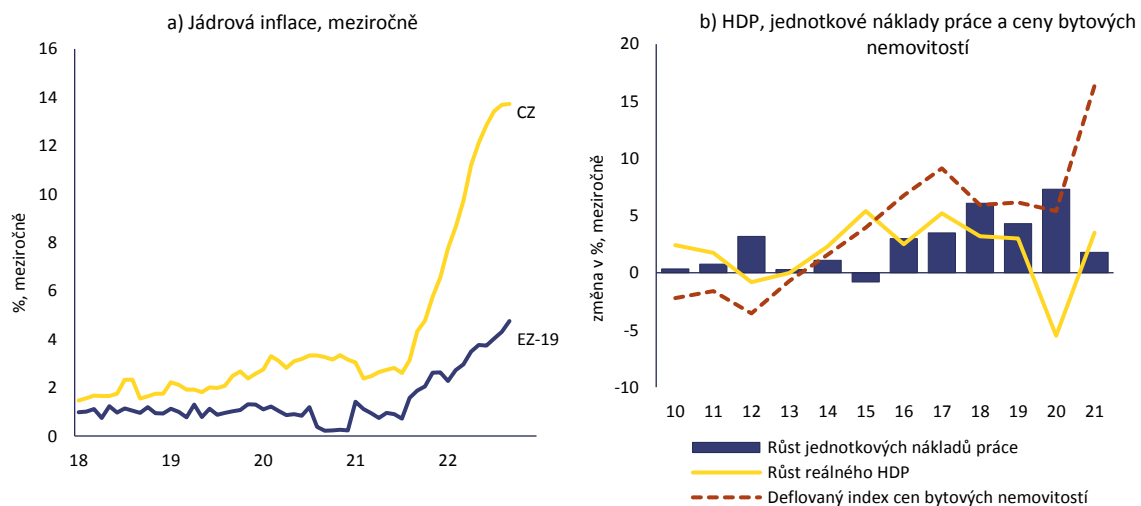 a) Jádrová inflace, meziročně
16
14
12
10
8
6
4
2
0
%, meziročně
CZ
EZ-19
18 19 20 21 22
b) HDP, jednotkové náklady práce a ceny bytových
nemovitostí
20
15
10
5
0
-5
-10
změna v %, meziročně
10 11 12 13 14 15 16 17 18 19 20 21
Růst jednotkových nákladů práce
Růst reálného HDP
Deflovaný index cen bytových nemovitostí